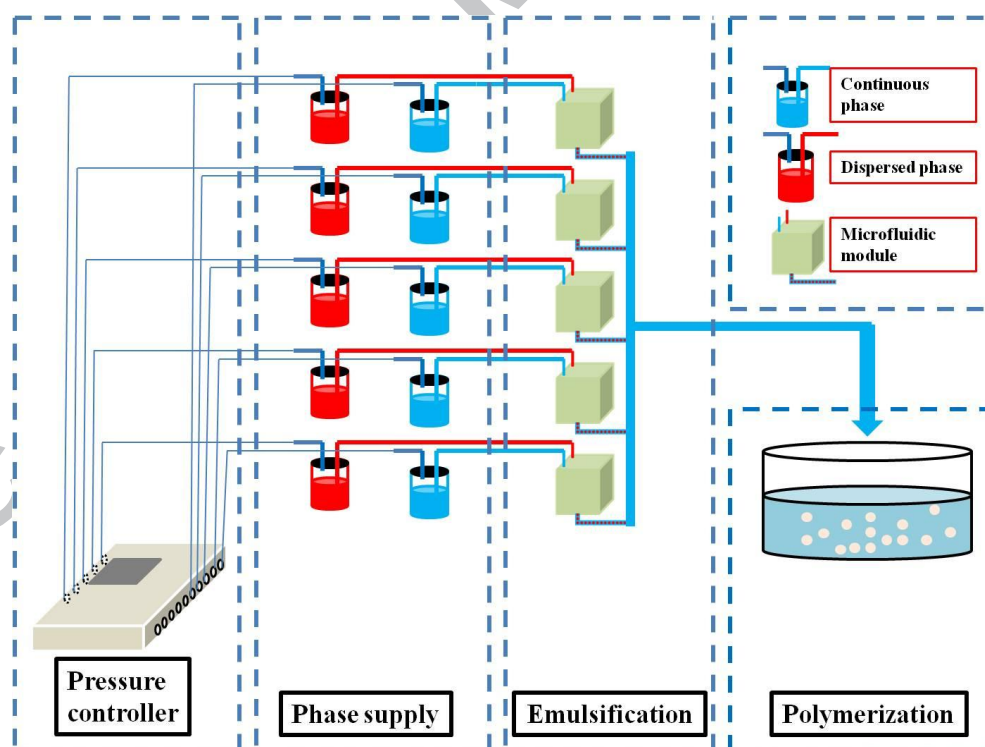 Continuous
phase
Dispersed phase
Microfluidic
module
Pressure
controller
Phase supply
Emulsification
Polymerization